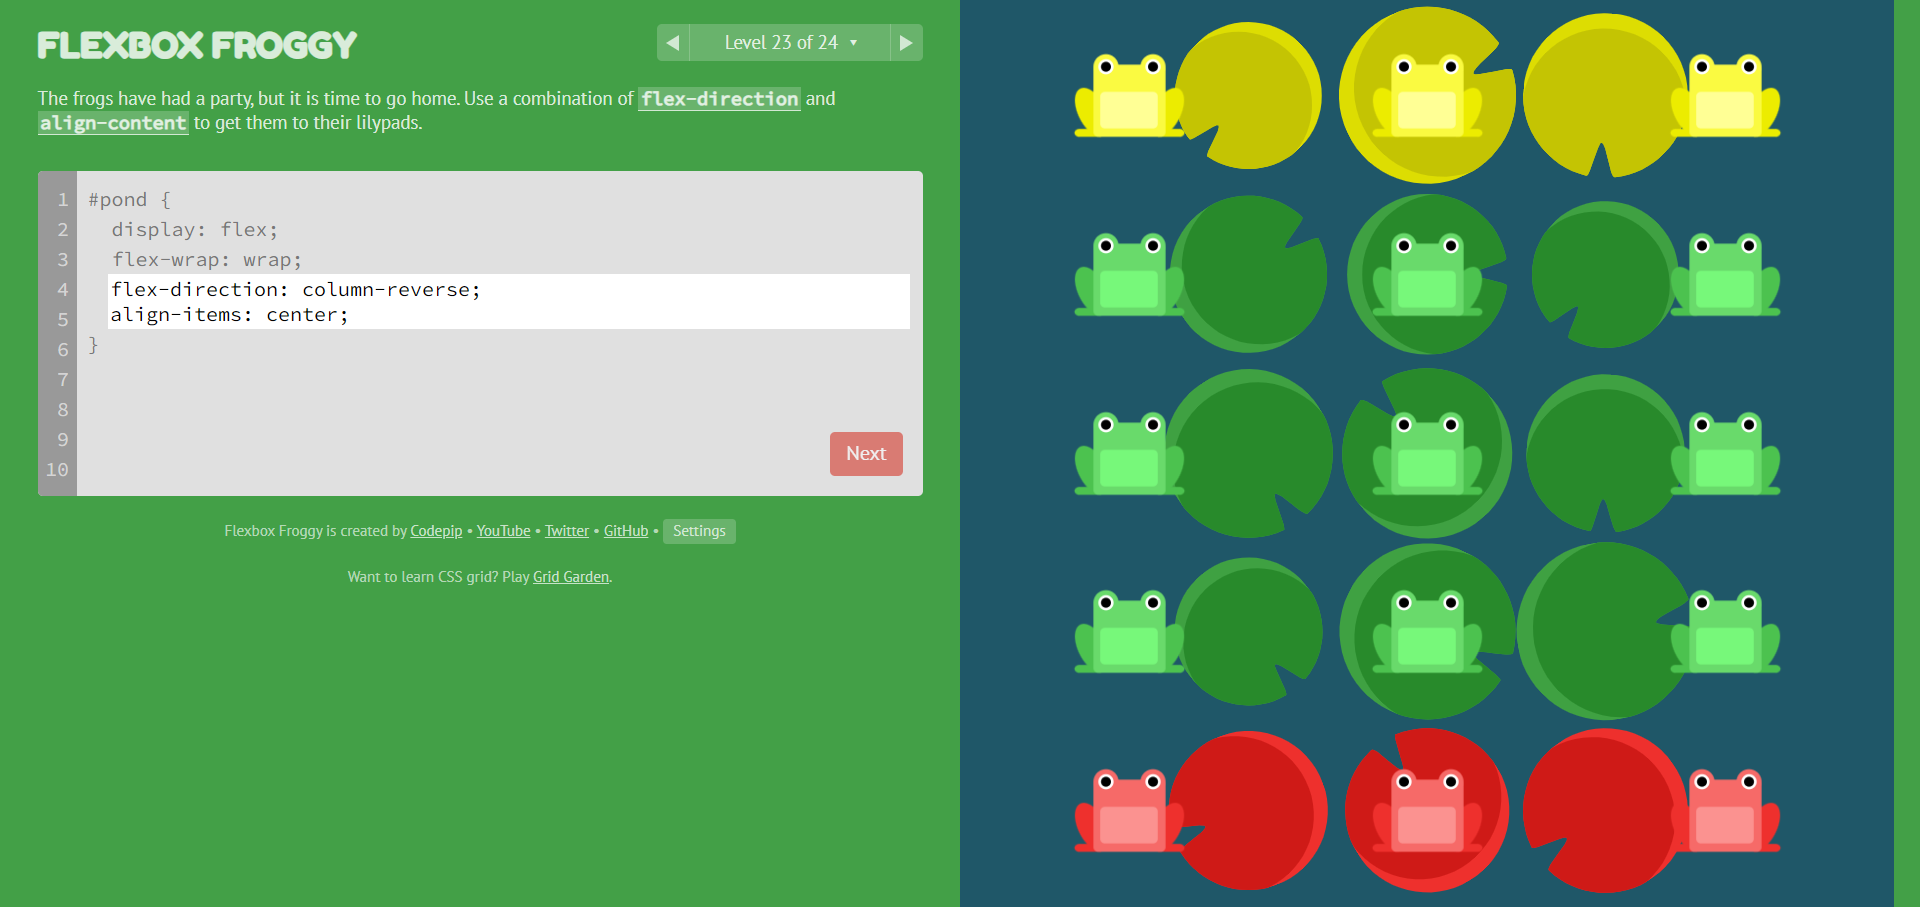 FLEXBOX FROGGY
Level 23 of 24
The frogs have had a party, but it is time to go home. Use a combination of flex-direction and
align-content to get them to their lilypads.
1 #pond {
2 display: flex;
3 flex-wrap: wrap;
4 flex-direction: column-reverse;
5 align-items: center;
6 }
7
8
9
10
Next
Flexbox Froggy is created by Codepip • YouTube • Twitter • GitHub • Settings
Want to learn CSS grid? Play Grid Garden.